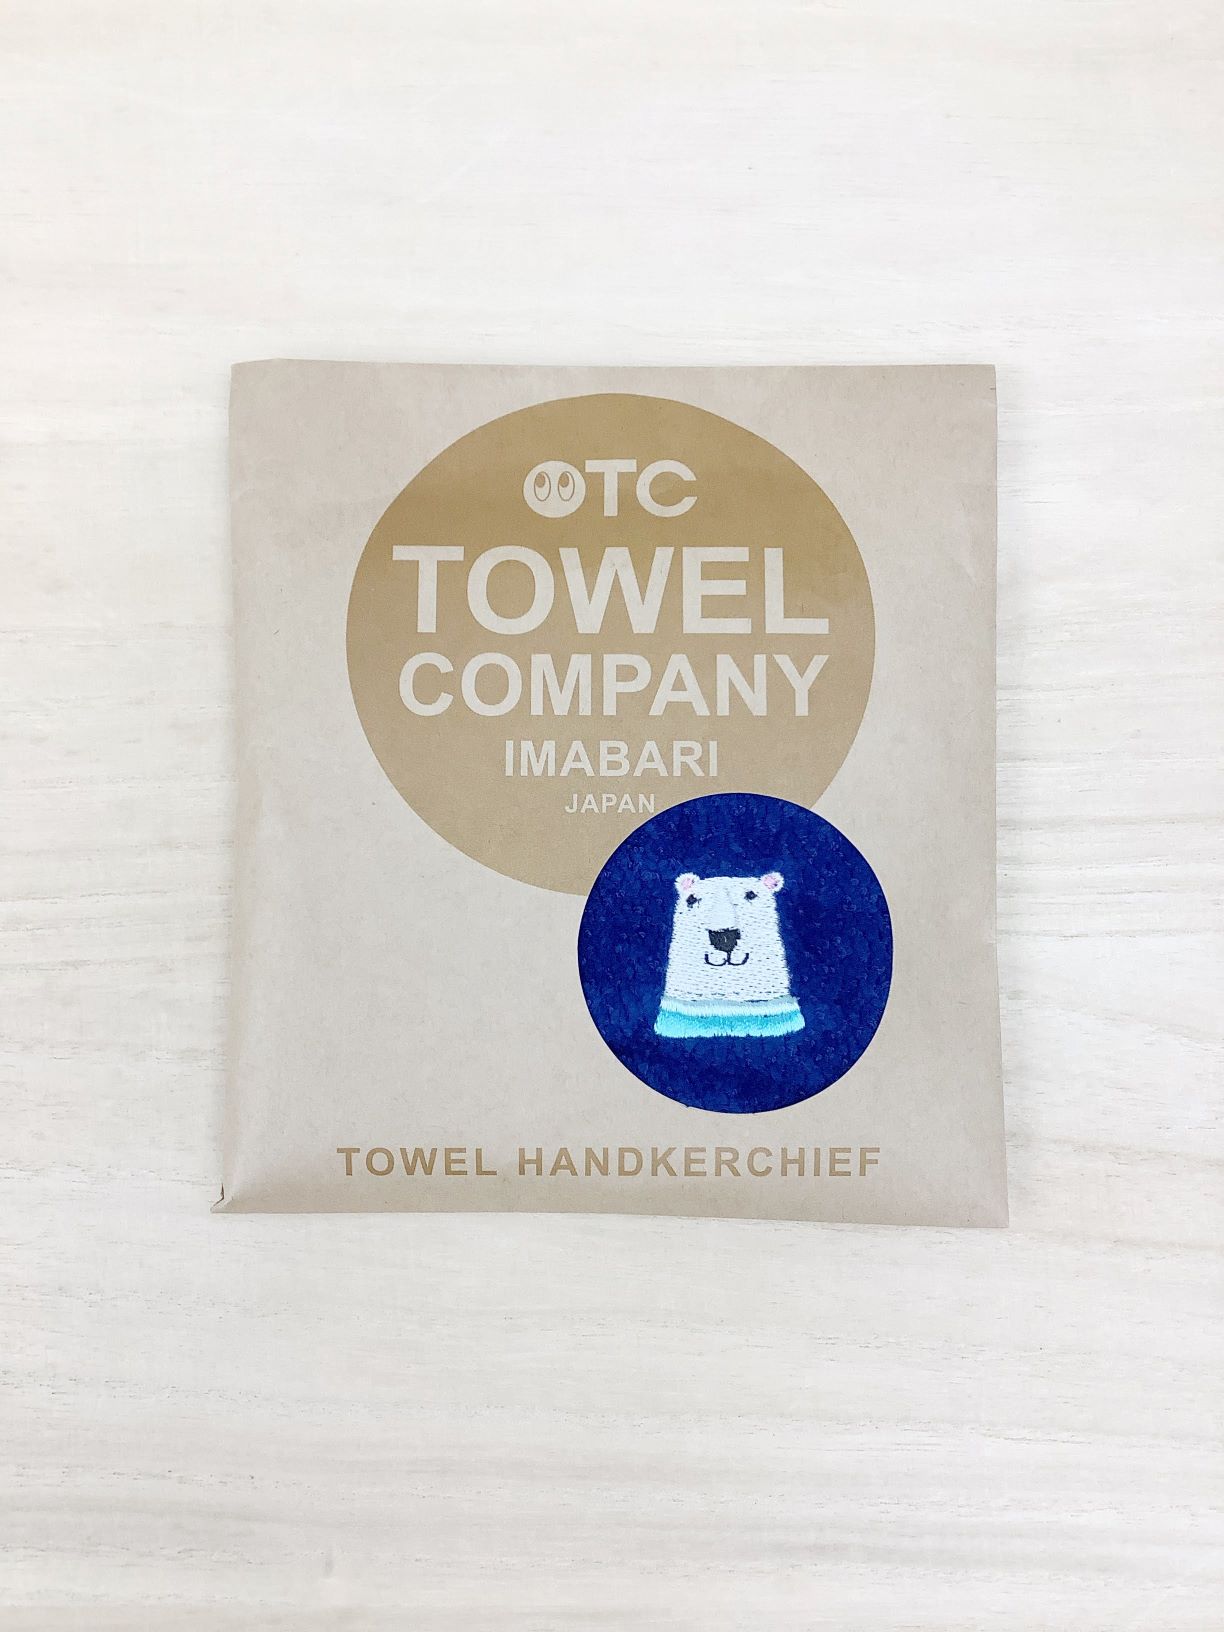 OTC
TOWEL
COMPANY
IMABARI
JAPAN
TOWEL HANDKERCHIEF